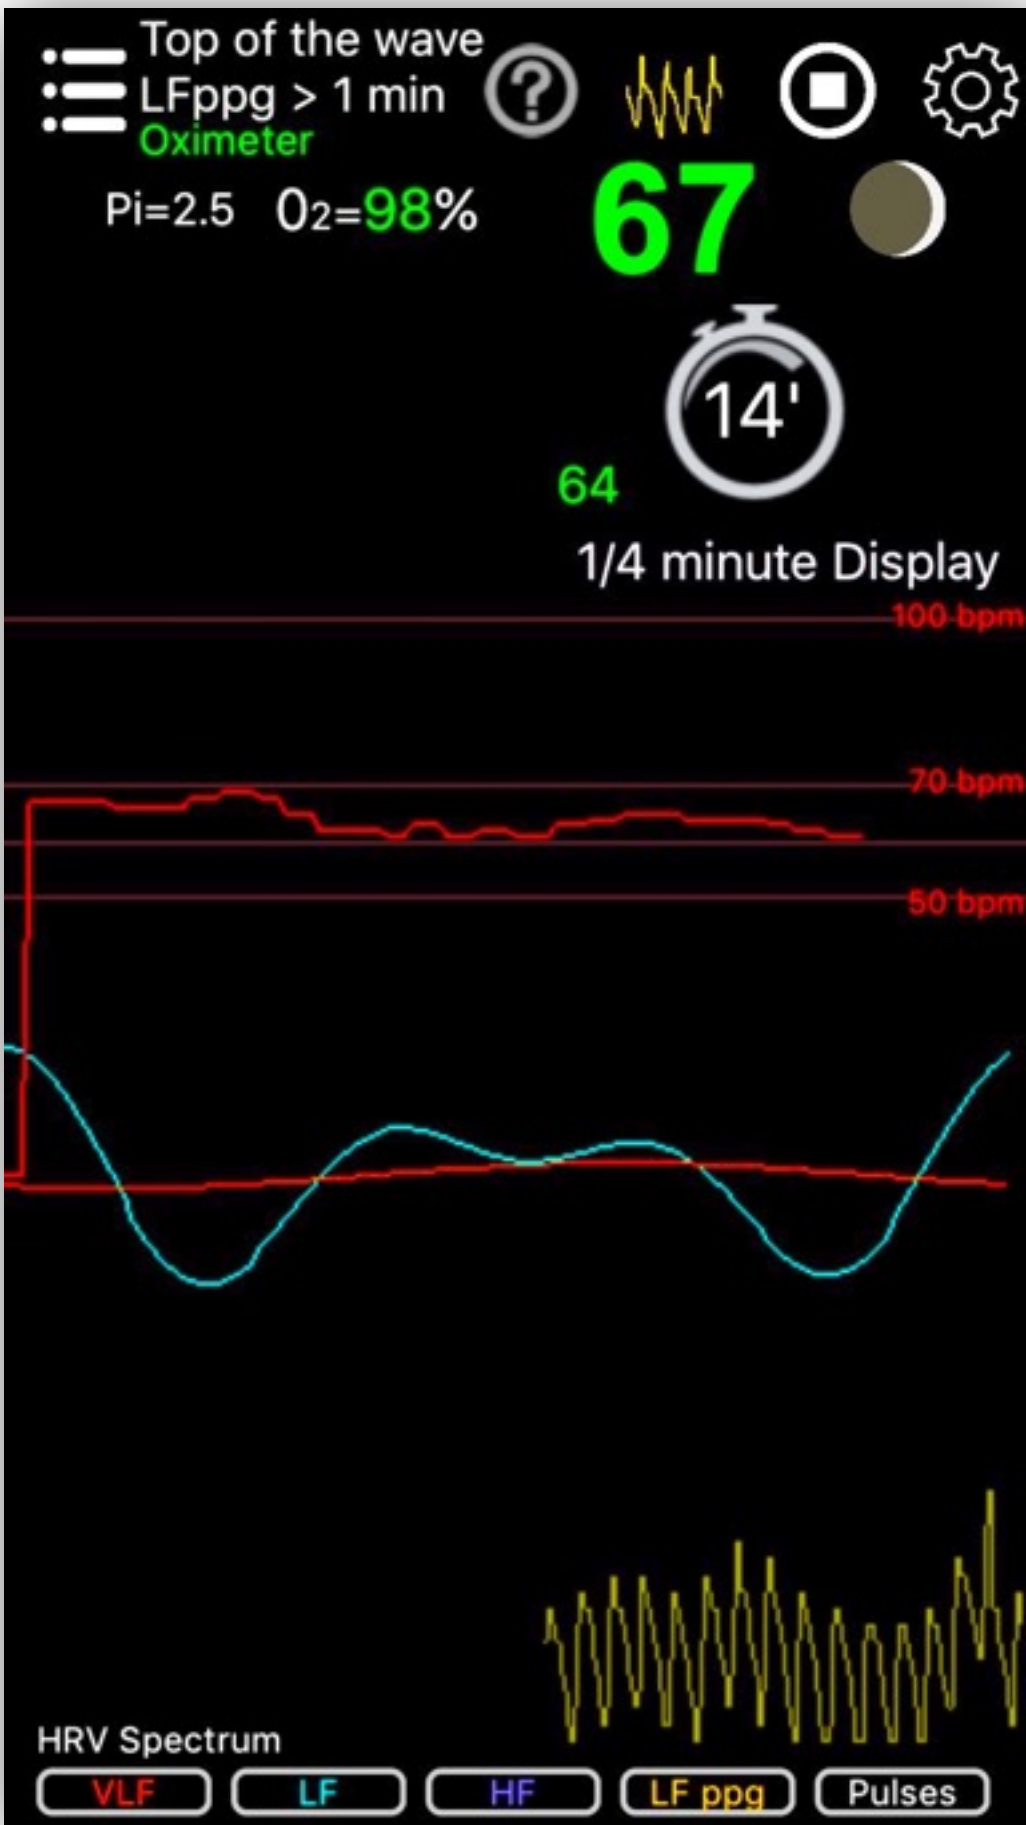 Top of the wave
LFppg > 1 min
?
Oximeter
Pi=2.5 O2=98%
67
14'
64
1/4 minute Display
100 bpm
70 bpm
50 bpm
HRV Spectrum
VLF LF HF LF ppg Pulses